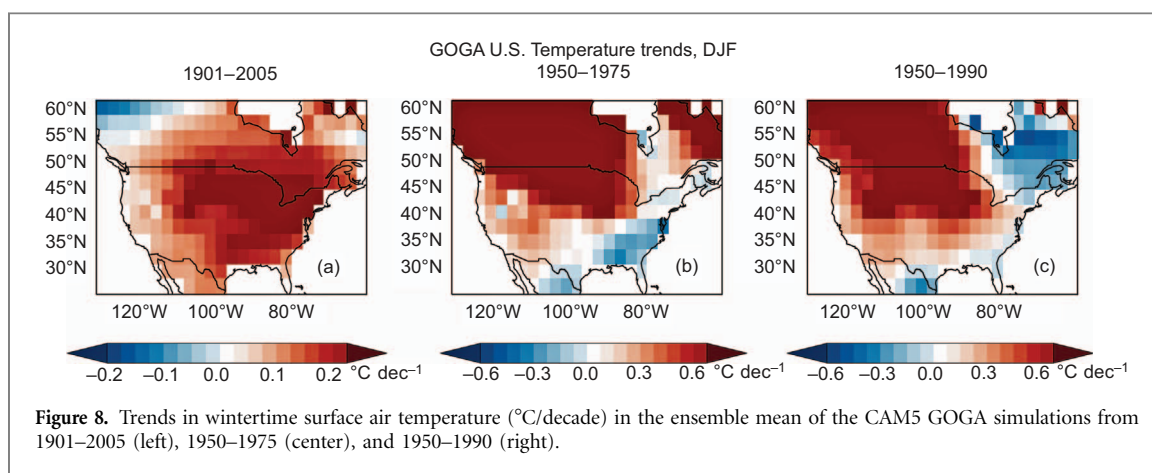 GOGA U.S. Temperature trends, DJF
1901–2005 1950–1975 1950–1990
60°N 60°N 60°N
55°N 55°N 55°N
50°N 50°N 50°N
45°N 45°N 45°N
40°N 40°N 40°N
35°N 35°N 35°N
30°N (a) 30°N (b) 30°N (c)
120°W 100°W 80°W 120°W 100°W 80°W 120°W 100°W 80°W
–0.2 –0.1 0.0 0.1 0.2 °C dec⁻¹ –0.6 –0.3 0.0 0.3 0.6 °C dec⁻¹ –0.6 –0.3 0.0 0.3 0.6 °C dec⁻¹
Figure 8. Trends in wintertime surface air temperature (°C/decade) in the ensemble mean of the CAM5 GOGA simulations from
1901–2005 (left), 1950–1975 (center), and 1950–1990 (right).